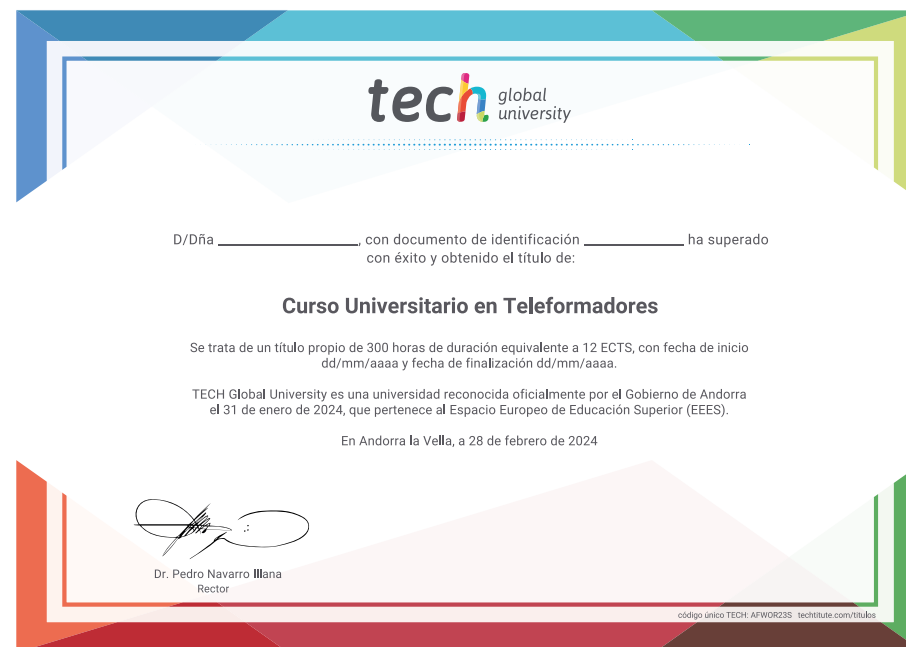 tech global university
D/Dña ____________________, con documento de identificación ______________ ha superado
con éxito y obtenido el título de:
Curso Universitario en Teleformadores
Se trata de un título propio de 300 horas de duración equivalente a 12 ECTS, con fecha de inicio
dd/mm/aaaa y fecha de finalización dd/mm/aaaa.
TECH Global University es una universidad reconocida oficialmente por el Gobierno de Andorra
el 31 de enero de 2024, que pertenece al Espacio Europeo de Educación Superior (EEES).
En Andorra la Vella, a 28 de febrero de 2024
Dr. Pedro Navarro Illana
Rector
código único TECH: AFWOR23S techtitute.com/titulos